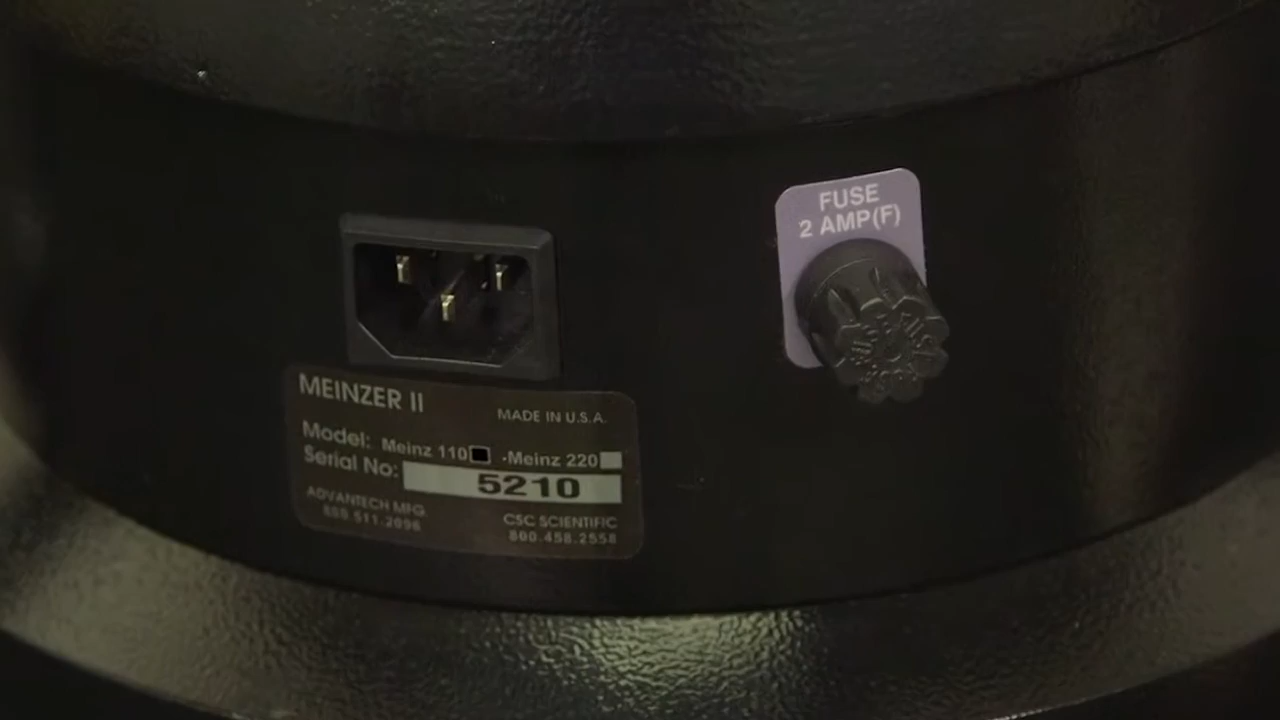 FUSE
2 AMP(F)
MEINZER II
MADE IN U.S.A.
Model: Meinz 110 -Meinz 220
Serial No: 5210
ADVANTECH MFG.
800.511.2096
CSC SCIENTIFIC
800.458.2558